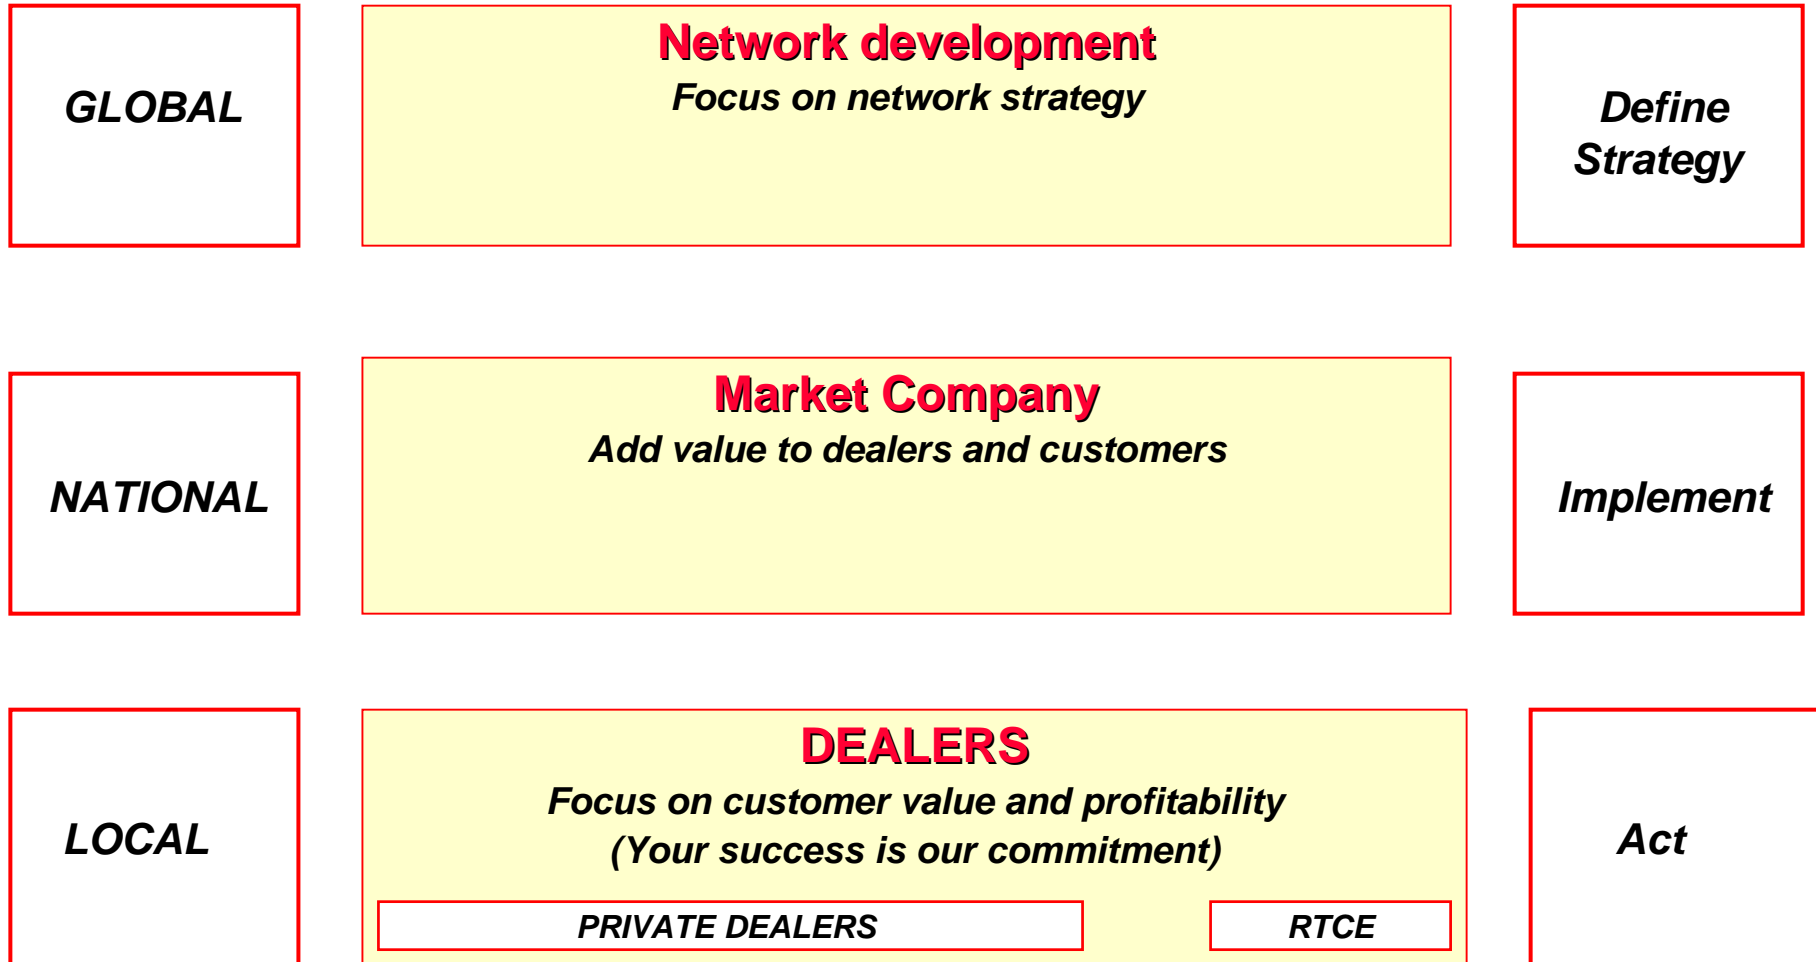 GLOBAL
Network development
Focus on network strategy
Define
Strategy
NATIONAL
Market Company
Add value to dealers and customers
Implement
LOCAL
DEALERS
Focus on customer value and profitability
(Your success is our commitment)
Act
PRIVATE DEALERS
RTCE